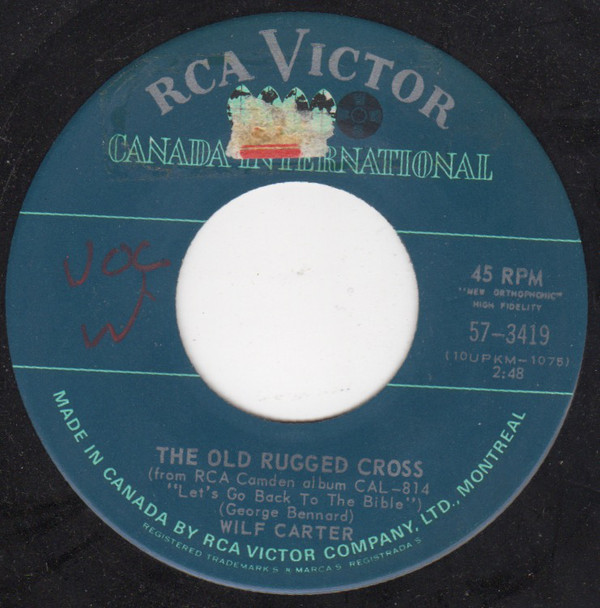 RCA VICTOR
CANADA INTERNATIONAL
45 RPM
"NEW ORTHOPHONIC"
HIGH FIDELITY
57-3419
(10UPKM-1075)
2:48
THE OLD RUGGED CROSS
(from RCA Camden album CAL-814
"Let's Go Back To The Bible")
(George Bennard)
WILF CARTER
MADE IN CANADA BY RCA VICTOR COMPANY, LTD., MONTREAL
REGISTERED TRADEMARKS & MARCAS REGISTRADAS